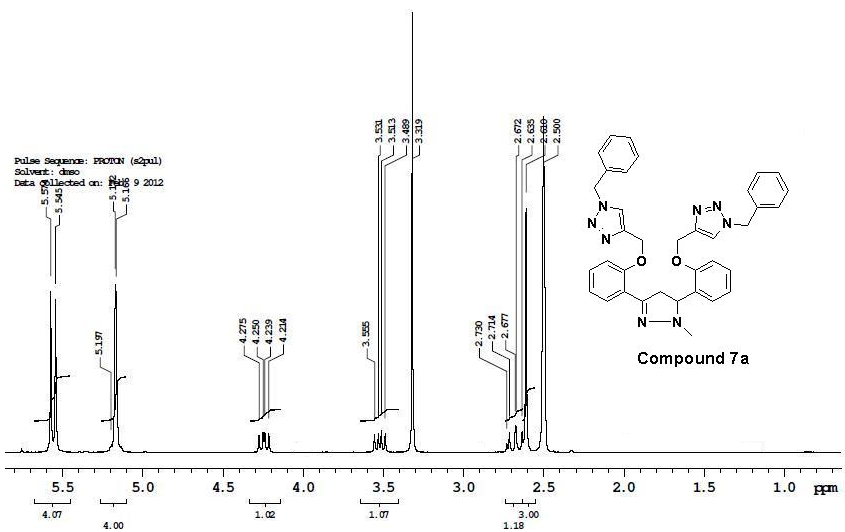 Pulse Sequence: PROTON (s2pul)
Solvent: dmso
Data collected on: 9 2012
5.545
5.197
5.166
4.275
4.250
4.239
4.214
3.555
3.531
3.513
3.489
3.319
2.730
2.714
2.677
2.672
2.635
2.610
2.500
N
N
N
N
N
N
O
O
N
N
Compound 7a
5.5
5.0
4.5
4.0
3.5
3.0
2.5
2.0
1.5
1.0
ppm
4.07
4.00
1.02
1.07
1.18
3.00